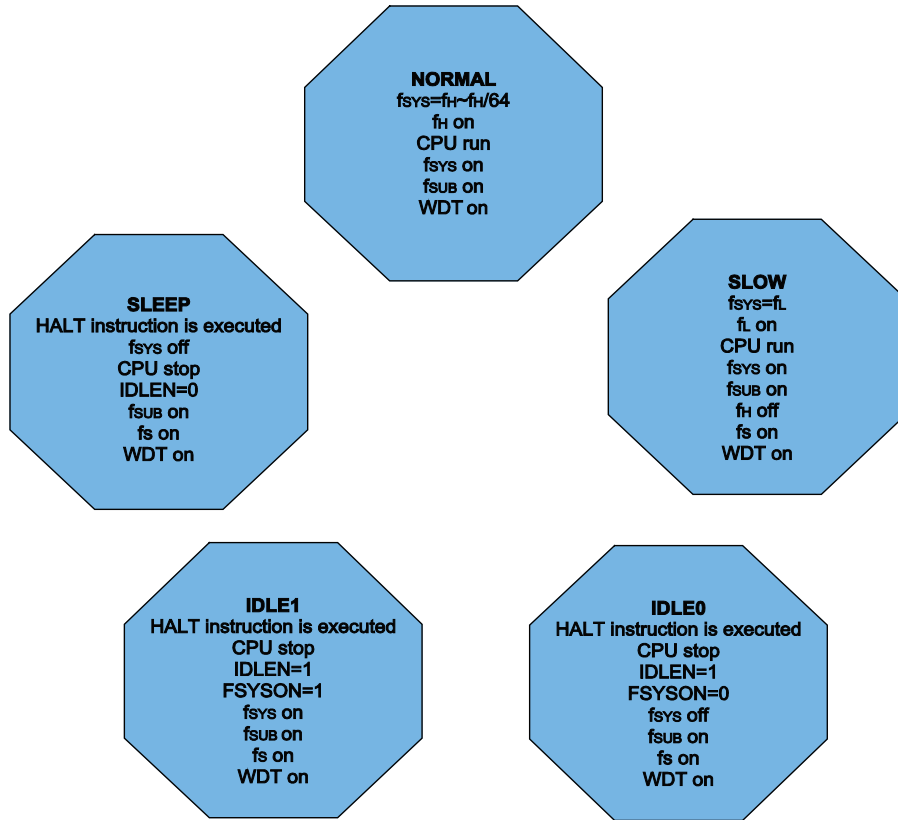 NORMAL
fSYS=fH~fH/64
fH on
CPU run
fSYS on
fSUB on
WDT on
SLEEP
HALT instruction is executed
fSYS off
CPU stop
IDLEN=0
fSUB on
fS on
WDT on
SLOW
fSYS=fL
fL on
CPU run
fSYS on
fSUB on
fH off
fS on
WDT on
IDLE1
HALT instruction is executed
CPU stop
IDLEN=1
FSYSON=1
fSYS on
fSUB on
fS on
WDT on
IDLE0
HALT instruction is executed
CPU stop
IDLEN=1
FSYSON=0
fSYS off
fSUB on
fS on
WDT on